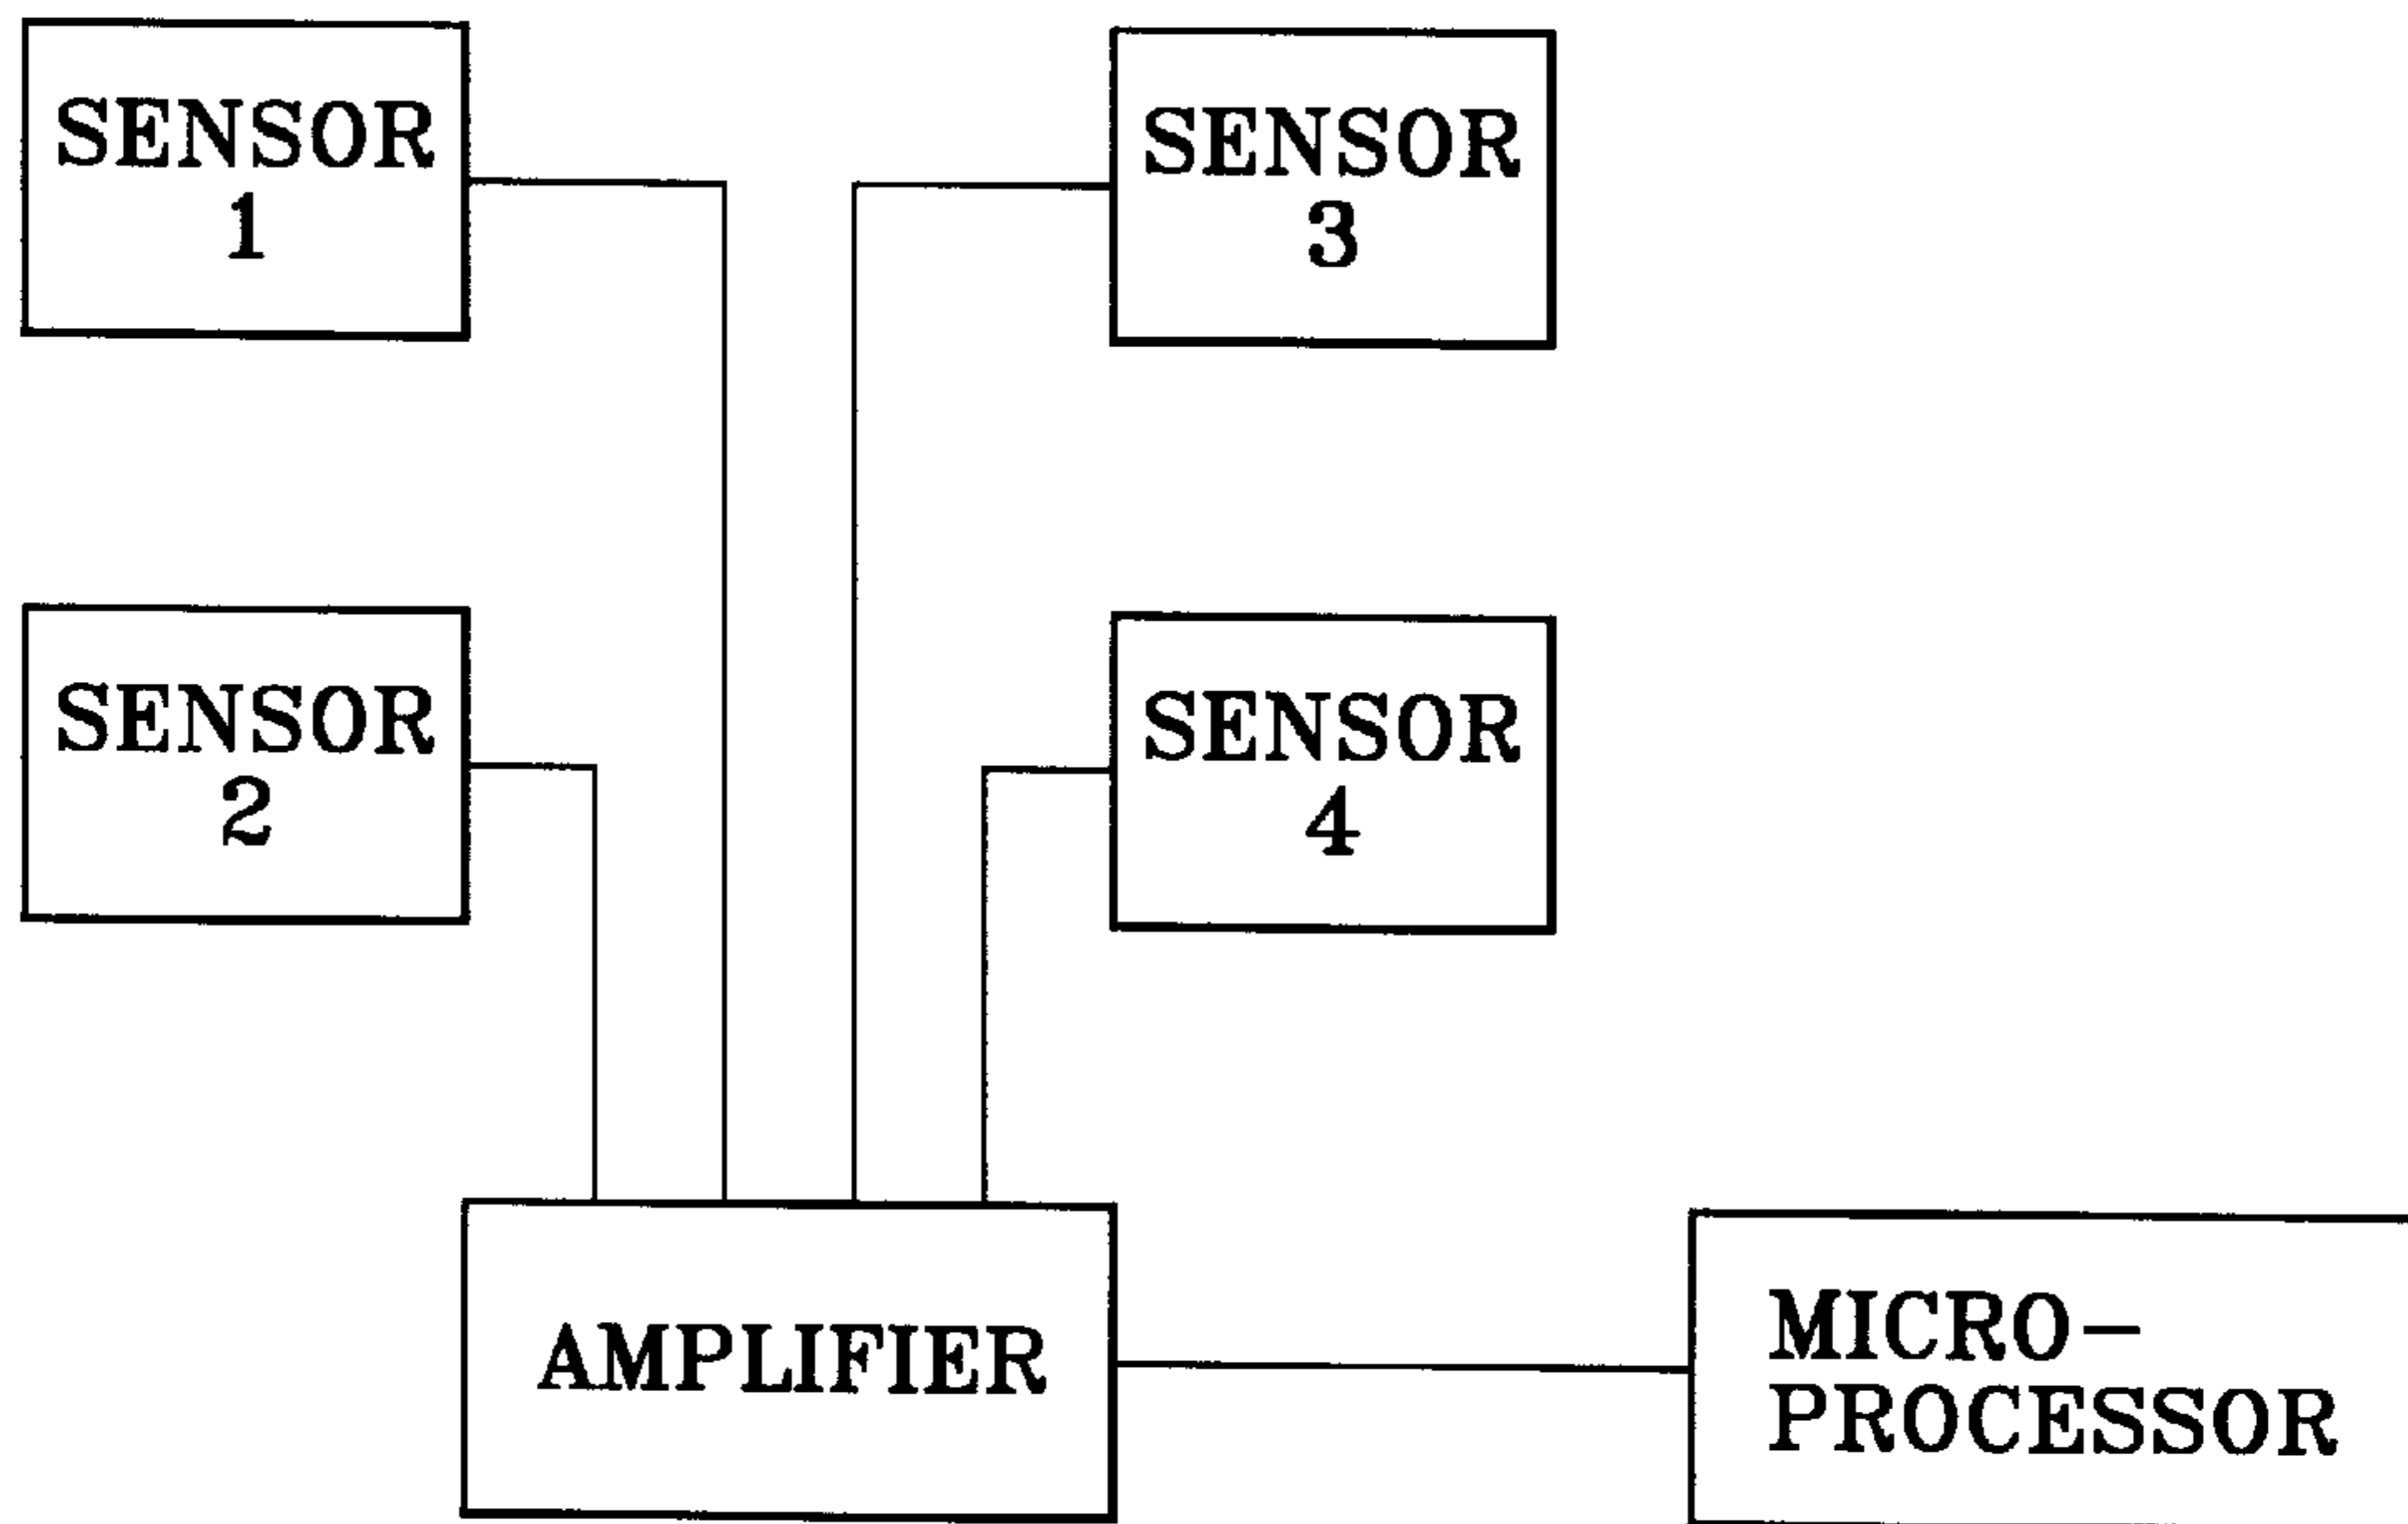 SENSOR
1
SENSOR
3
SENSOR
2
SENSOR
4
AMPLIFIER
MICRO-
PROCESSOR